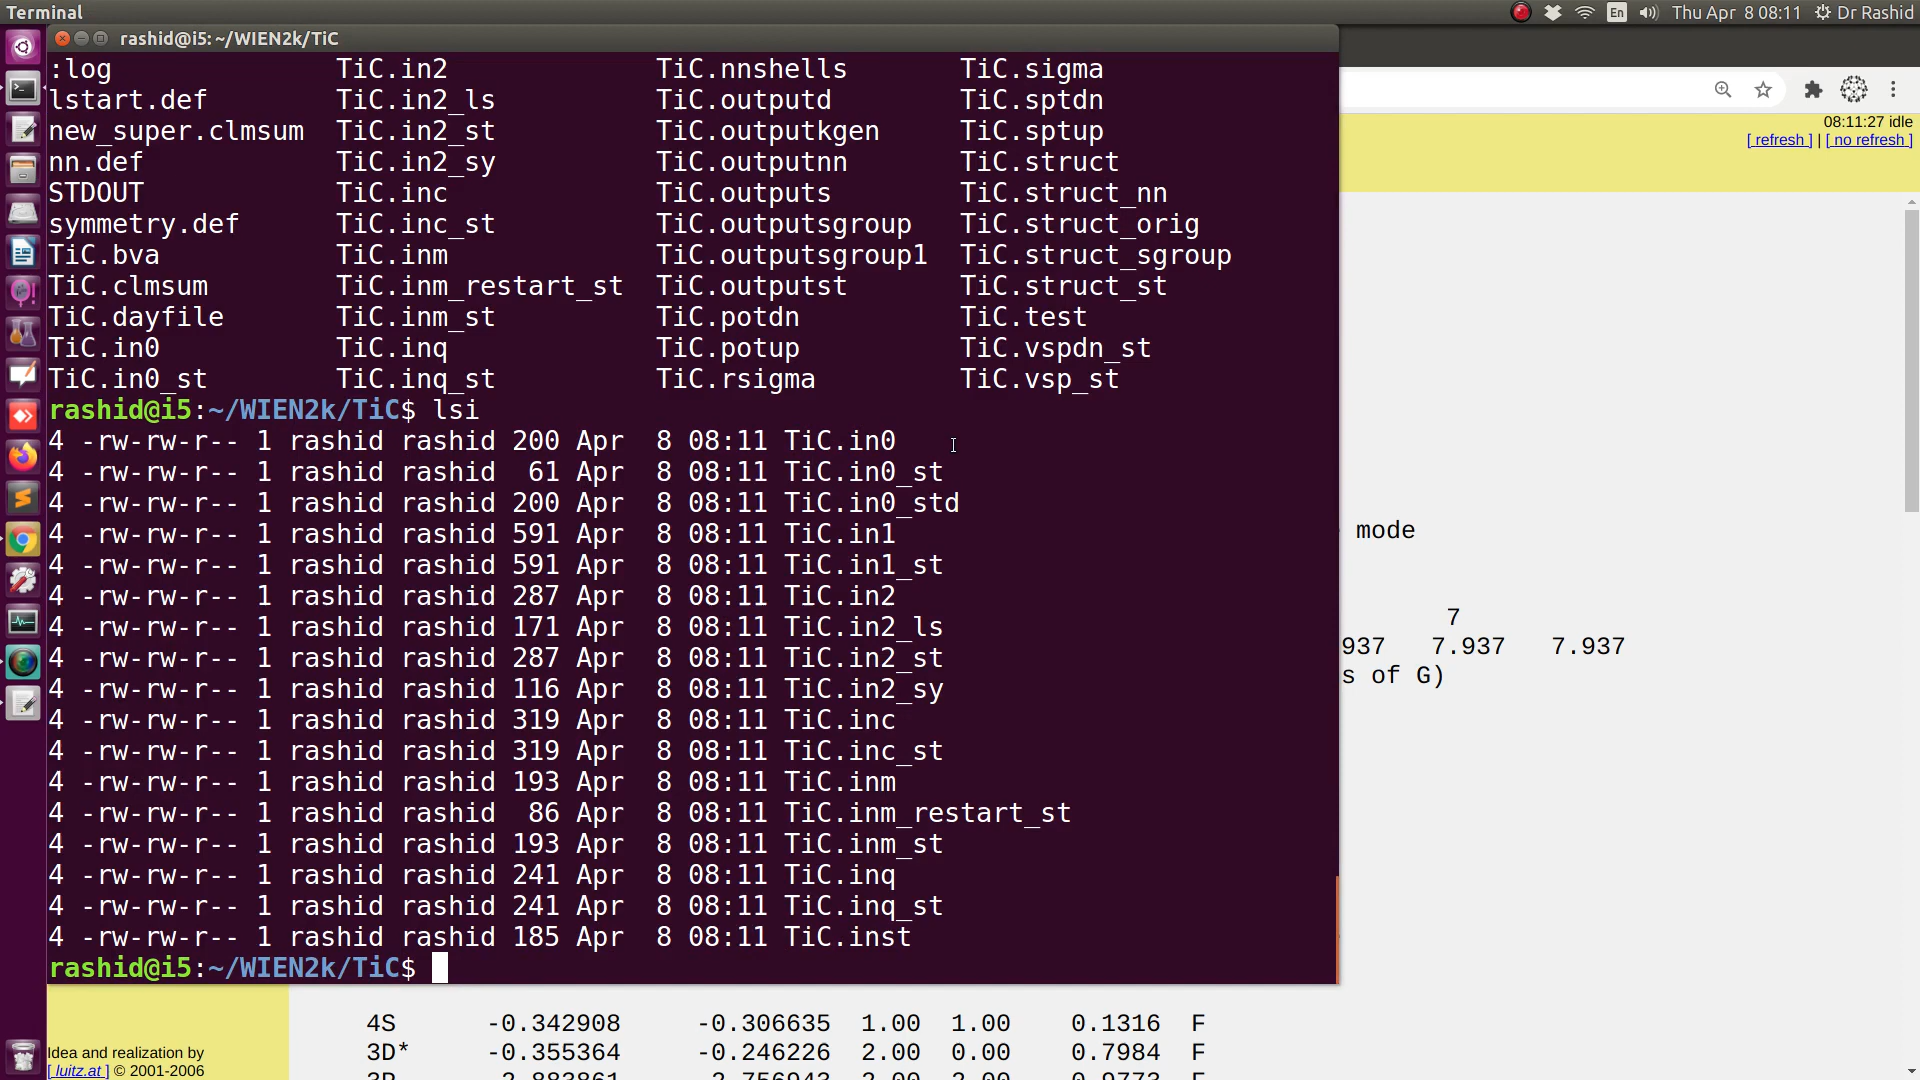 Terminal
En Thu Apr 8 08:11 Dr Rashid
rashid@i5: ~/WIEN2k/TiC
:log TiC.in2 TiC.nnshells TiC.sigma
lstart.def TiC.in2_ls TiC.outputd TiC.sptdn
new_super.clmsum TiC.in2_st TiC.outputkgen TiC.sptup
nn.def TiC.in2_sy TiC.outputnn TiC.struct
STDOUT TiC.inc TiC.outputs TiC.struct_nn
symmetry.def TiC.inc_st TiC.outputsgroup TiC.struct_orig
TiC.bva TiC.inm TiC.outputsgroup1 TiC.struct_sgroup
TiC.clmsum TiC.inm_restart_st TiC.outputst TiC.struct_st
TiC.dayfile TiC.inm_st TiC.potdn TiC.test
TiC.in0 TiC.inq TiC.potup TiC.vspdn_st
TiC.in0_st TiC.inq_st TiC.rsigma TiC.vsp_st
rashid@i5:~/WIEN2k/TiC$ lsi
4 -rw-rw-r-- 1 rashid rashid 200 Apr  8 08:11 TiC.in0
4 -rw-rw-r-- 1 rashid rashid  61 Apr  8 08:11 TiC.in0_st
4 -rw-rw-r-- 1 rashid rashid 200 Apr  8 08:11 TiC.in0_std
4 -rw-rw-r-- 1 rashid rashid 591 Apr  8 08:11 TiC.in1
4 -rw-rw-r-- 1 rashid rashid 591 Apr  8 08:11 TiC.in1_st
4 -rw-rw-r-- 1 rashid rashid 287 Apr  8 08:11 TiC.in2
4 -rw-rw-r-- 1 rashid rashid 171 Apr  8 08:11 TiC.in2_ls
4 -rw-rw-r-- 1 rashid rashid 287 Apr  8 08:11 TiC.in2_st
4 -rw-rw-r-- 1 rashid rashid 116 Apr  8 08:11 TiC.in2_sy
4 -rw-rw-r-- 1 rashid rashid 319 Apr  8 08:11 TiC.inc
4 -rw-rw-r-- 1 rashid rashid 319 Apr  8 08:11 TiC.inc_st
4 -rw-rw-r-- 1 rashid rashid 193 Apr  8 08:11 TiC.inm
4 -rw-rw-r-- 1 rashid rashid  86 Apr  8 08:11 TiC.inm_restart_st
4 -rw-rw-r-- 1 rashid rashid 193 Apr  8 08:11 TiC.inm_st
4 -rw-rw-r-- 1 rashid rashid 241 Apr  8 08:11 TiC.inq
4 -rw-rw-r-- 1 rashid rashid 241 Apr  8 08:11 TiC.inq_st
4 -rw-rw-r-- 1 rashid rashid 185 Apr  8 08:11 TiC.inst
rashid@i5:~/WIEN2k/TiC$
08:11:27 idle
[ refresh ] | [ no refresh ]
mode
7
937 7.937 7.937
s of G)
4S -0.342908 -0.306635 1.00 1.00 0.1316 F
3D* -0.355364 -0.246226 2.00 0.00 0.7984 F
Idea and realization by
[ luitz.at ] © 2001-2006